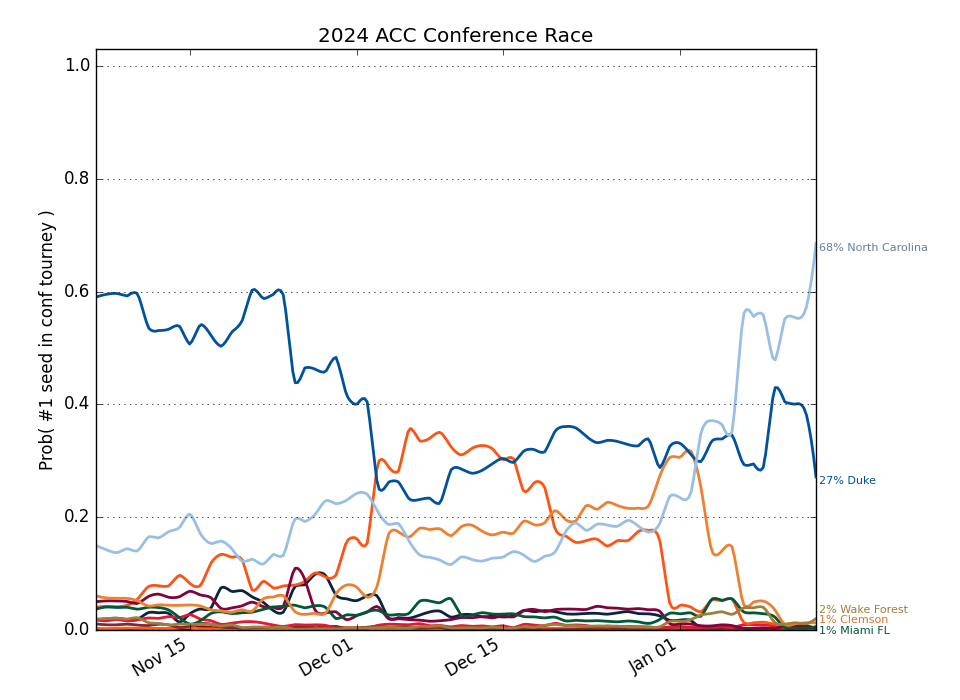 2024 ACC Conference Race
Prob( #1 seed in conf tourney )
1.0
0.8
0.6
0.4
0.2
0.0
Nov 15
Dec 01
Dec 15
Jan 01
68% North Carolina
27% Duke
2% Wake Forest
1% Clemson
1% Miami FL